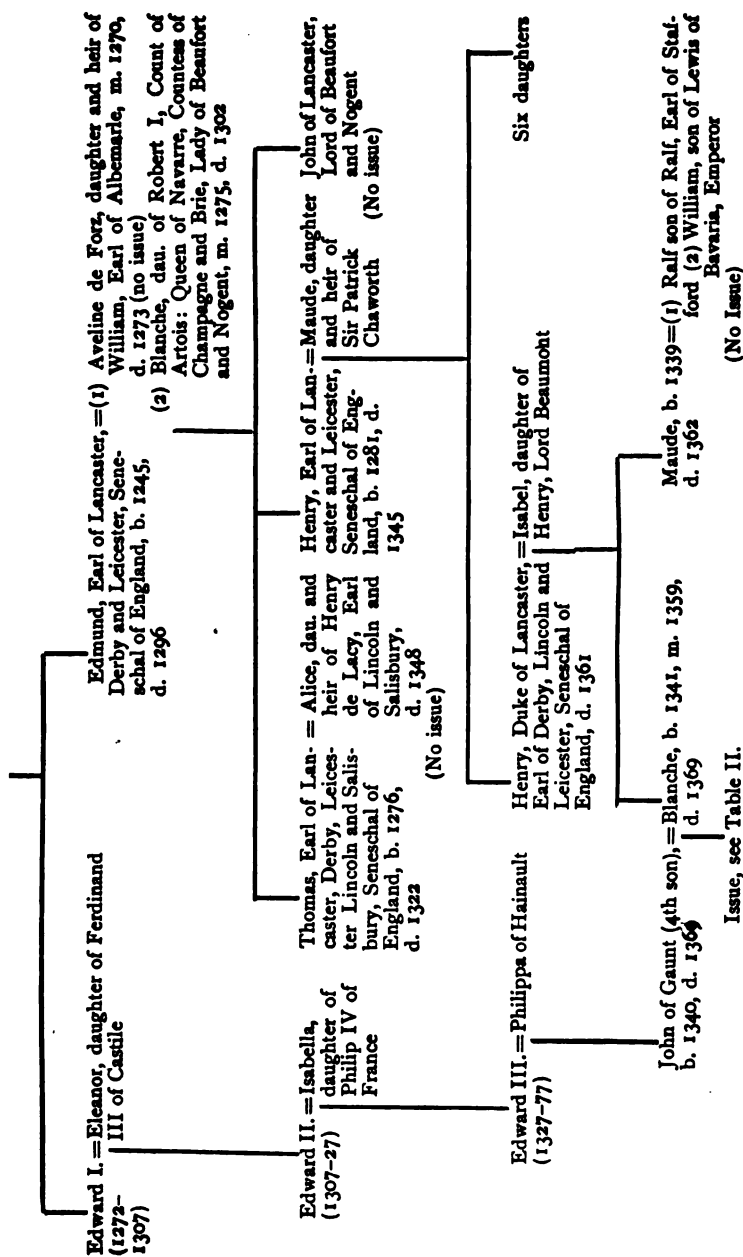 Edward I. = Eleanor, daughter of Ferdinand
(1272– III of Castile
1307)
Edmund, Earl of Lancaster, = (1) Aveline de Forz, daughter and heir of
Derby and Leicester, Sene- William, Earl of Albemarle, m. 1270,
schal of England, b. 1245, d. 1273 (no issue)
d. 1296 (2) Blanche, dau. of Robert I, Count of
Artois: Queen of Navarre, Countess of
Champagne and Brie, Lady of Beaufort
and Nogent, m. 1275, d. 1302
Edward II. = Isabella,
(1307-27) daughter of
Philip IV of
France
Thomas, Earl of Lan- = Alice, dau. and
caster, Derby, Leices- heir of Henry
ter Lincoln and Salis- de Lacy, Earl
bury, Seneschal of of Lincoln and
England, b. 1276, Salisbury,
d. 1322 d. 1348
(No issue)
Henry, Earl of Lan- = Maude, daughter
caster and Leicester, and heir of
Seneschal of Eng- Sir Patrick
land, b. 1281, d. Chaworth
1345
John of Lancaster,
Lord of Beaufort
and Nogent
(No issue)
Edward III. = Philippa of Hainault
(1327-77)
Henry, Duke of Lancaster, = Isabel, daughter of
Earl of Derby, Lincoln and Henry, Lord Beaumoht
Leicester, Seneschal of
England, d. 1361
Six daughters
John of Gaunt (4th son), = Blanche, b. 1341, m. 1359,
b. 1340, d. 1369 d. 1369
Issue, see Table II.
Maude, b. 1339 = (1) Ralf son of Ralf, Earl of Staf-
d. 1362 ford (2) William, son of Lewis of
Bavaria, Emperor
(No Issue)